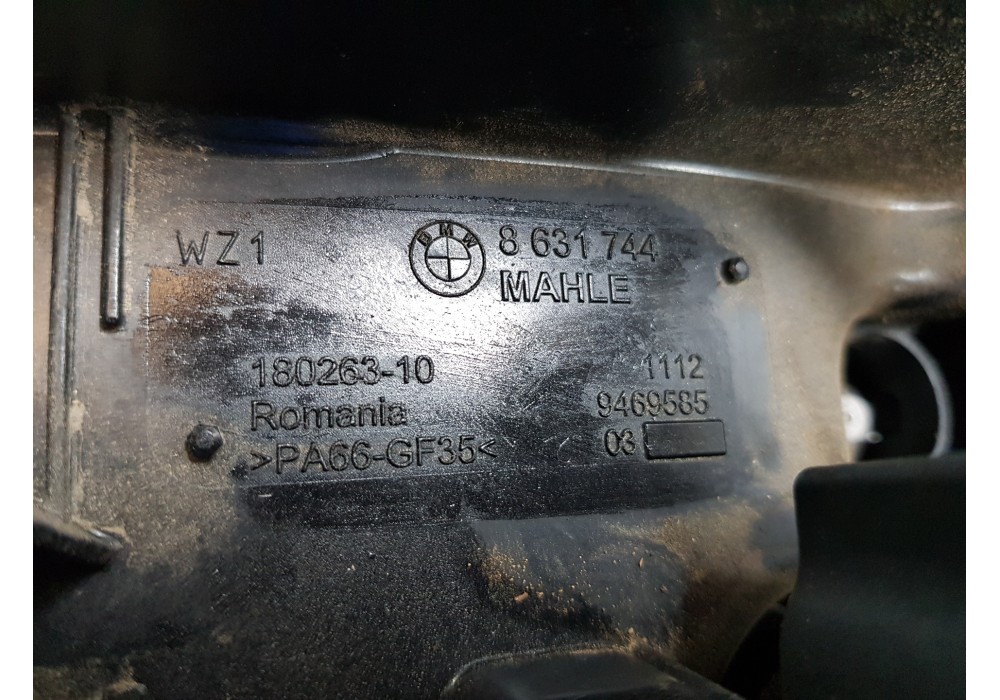 WZ1
BMW
8 631 744
MAHLE
180263-10
Romania
>PA66-GF35<
1112
9469585
03